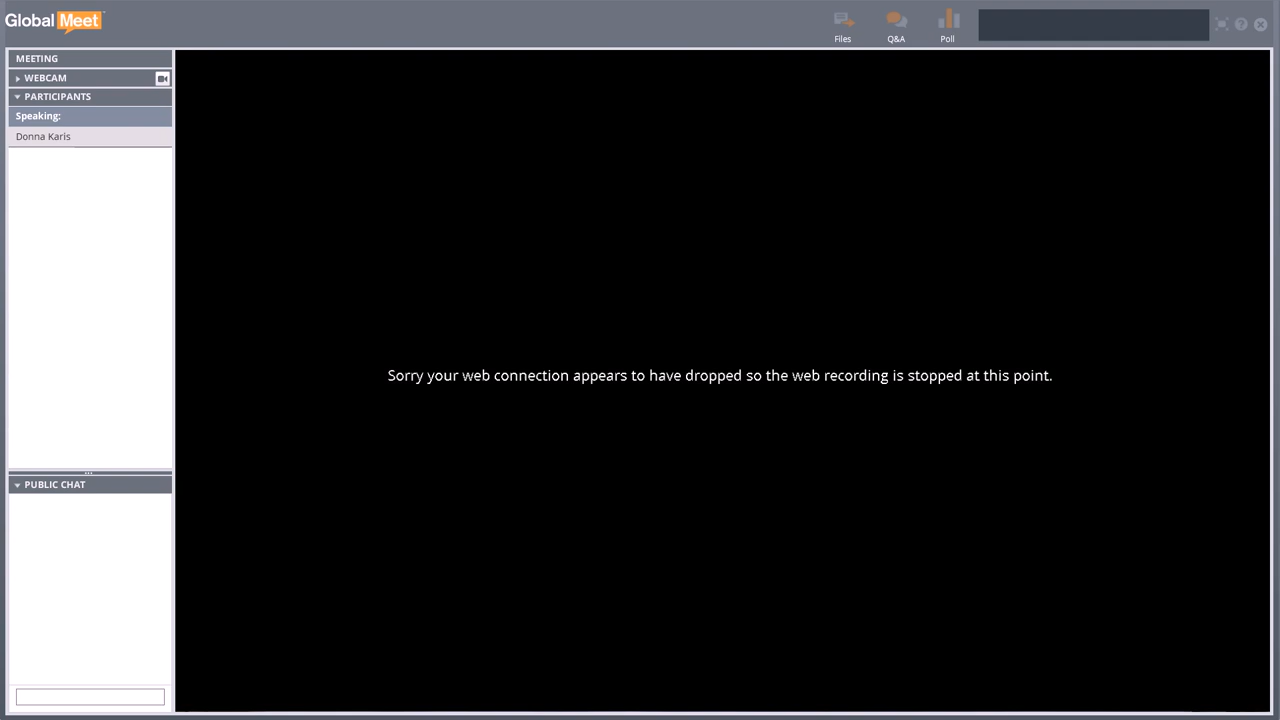 Global Meet
Files
Q&A
Poll
MEETING
WEBCAM
PARTICIPANTS
Speaking:
Donna Karis
Sorry your web connection appears to have dropped so the web recording is stopped at this point.
PUBLIC CHAT